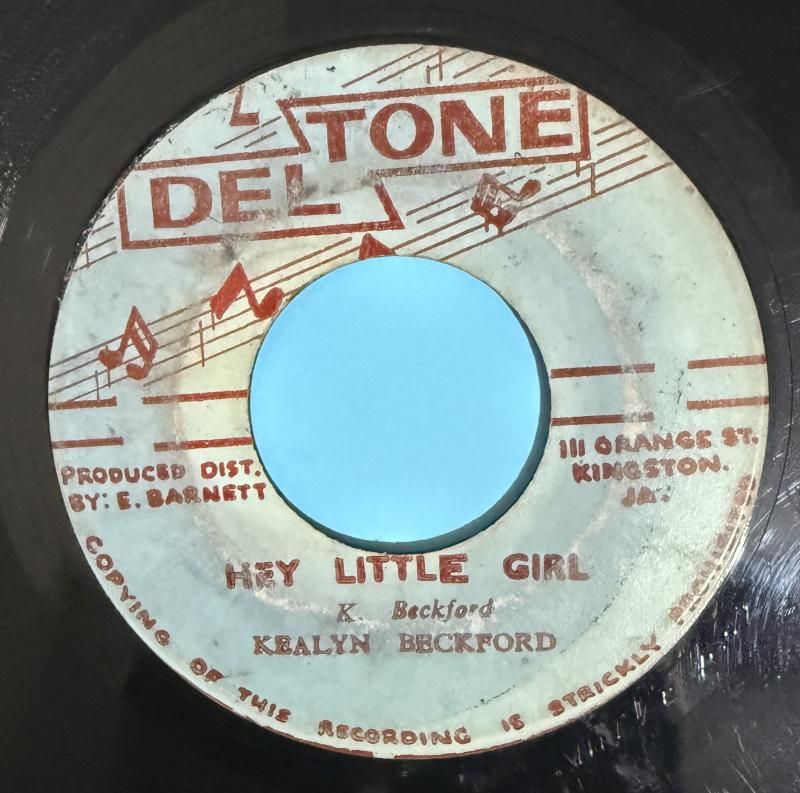 DEL TONE
PRODUCED DIST.
BY: E. BARNETT
111 ORANGE ST.
KINGSTON.
JA.
HEY LITTLE GIRL
K. Beckford
KEALYN BECKFORD
COPYING OF THIS RECORDING IS STRICKLY PROHIBITED